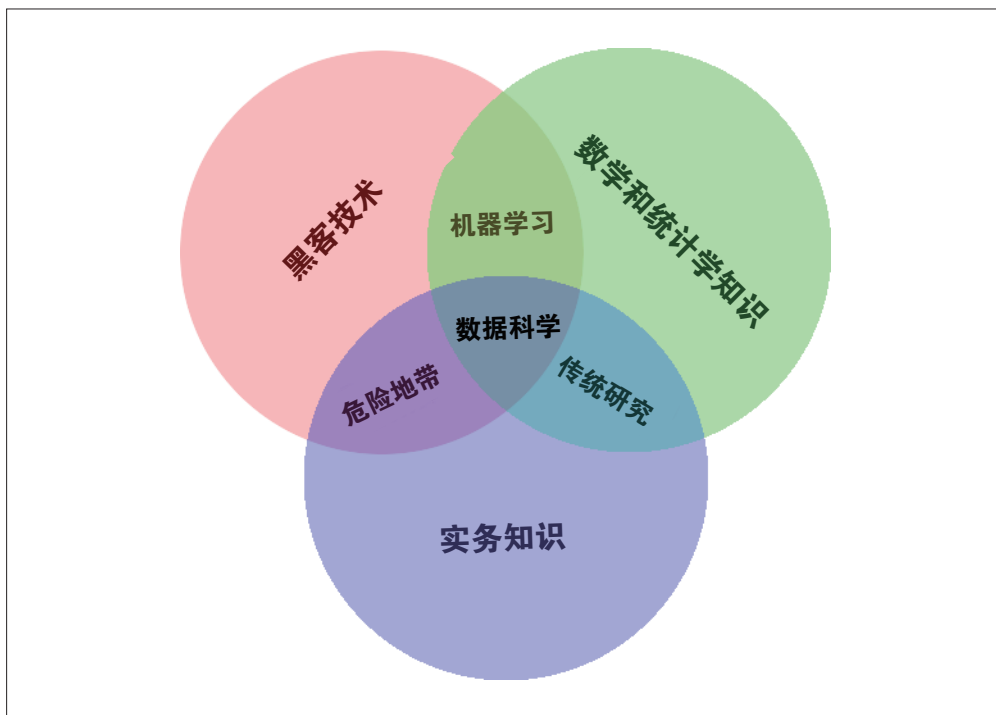 黑客技术
数学和统计学知识
机器学习
数据科学
危险地带
传统研究
实务知识